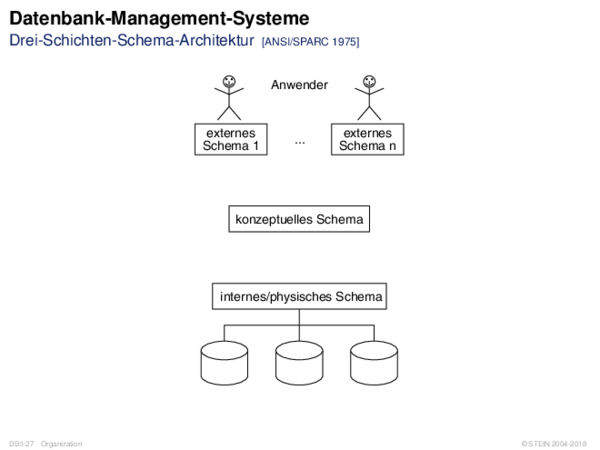 Datenbank-Management-Systeme
Drei-Schichten-Schema-Architektur [ANSI/SPARC 1975]
Anwender
externes
Schema 1
...
externes
Schema n
konzeptuelles Schema
internes/physisches Schema
DB:I-27 Organization
© STEIN 2004-2018